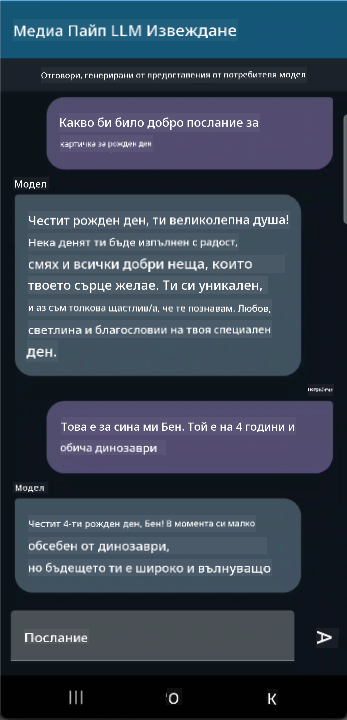 Медиа Пайп LLM Извеждане
Отговори, генерирани от предоставения от потребителя модел
Какво би било добро послание за
картичка за рожден ден
Модел
Честит рожден ден, ти великолепна душа!
Нека денят ти бъде изпълнен с радост,
смях и всички добри неща, които
твоето сърце желае. Ти си уникален,
и аз съм толкова щастлив/а, че те познавам. Любов,
светлина и благословии на твоя специален
ден.
Това е за сина ми Бен. Той е на 4 години и
обича динозаври
Модел
Честит 4-ти рожден ден, Бен! В момента си малко
обсебен от динозаври,
но бъдещето ти е широко и вълнуващо
Послание
А
'О
К